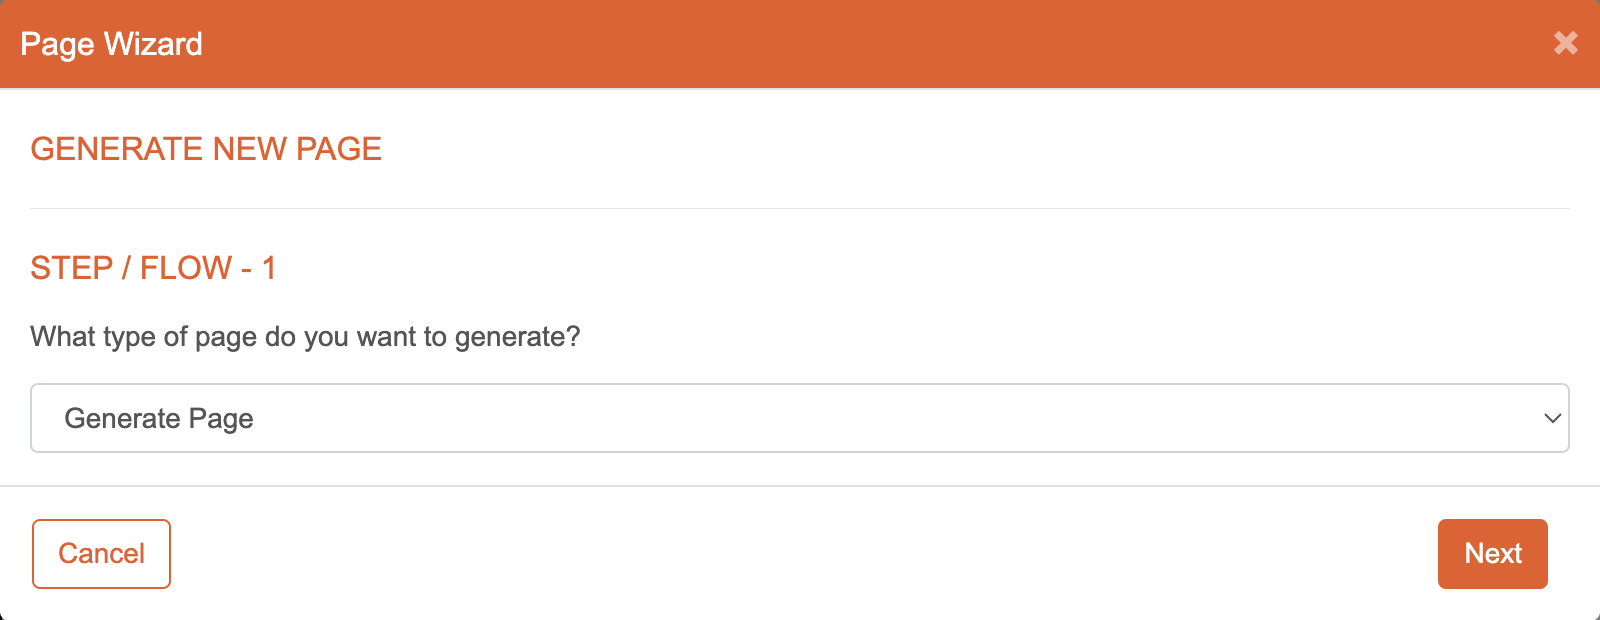 Page Wizard
GENERATE NEW PAGE
STEP / FLOW - 1
What type of page do you want to generate?
Generate Page
Cancel
Next